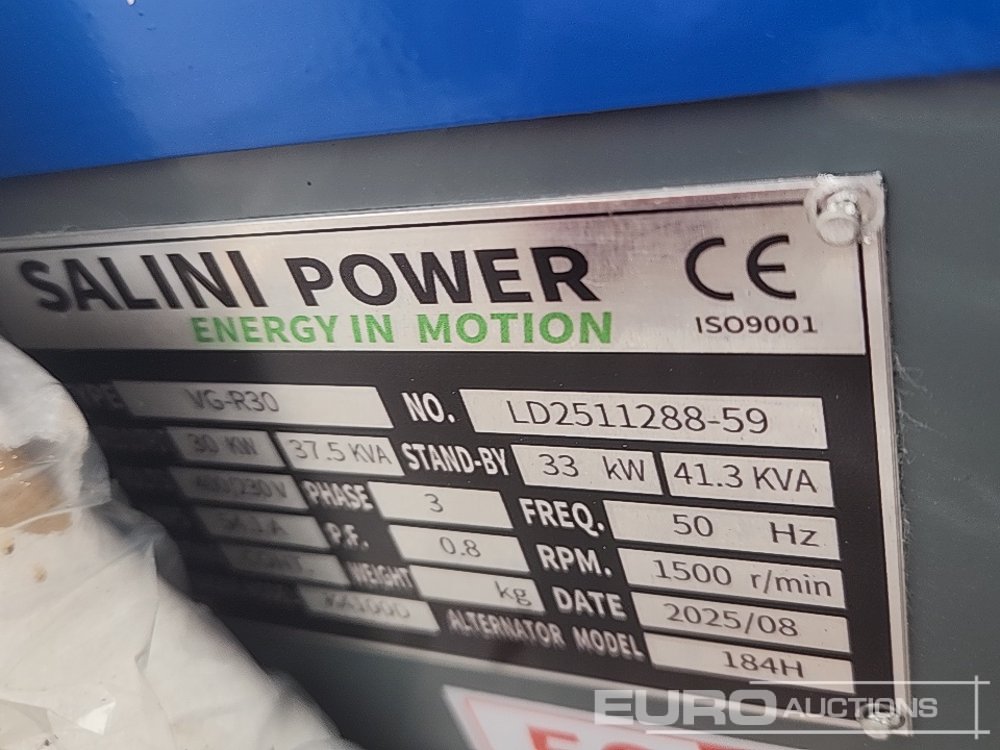 SALINI POWER CE
ENERGY IN MOTION ISO9001
VG-R30 NO. LD2511288-59
30 KW 37.5 KVA STAND-BY 33 kW 41.3 KVA
400/230V PHASE 3 FREQ. 50 Hz
P.F. 0.8 RPM. 1500 r/min
WEIGHT kg DATE 2025/08
ALTERNATOR MODEL 184H
EURO AUCTIONS